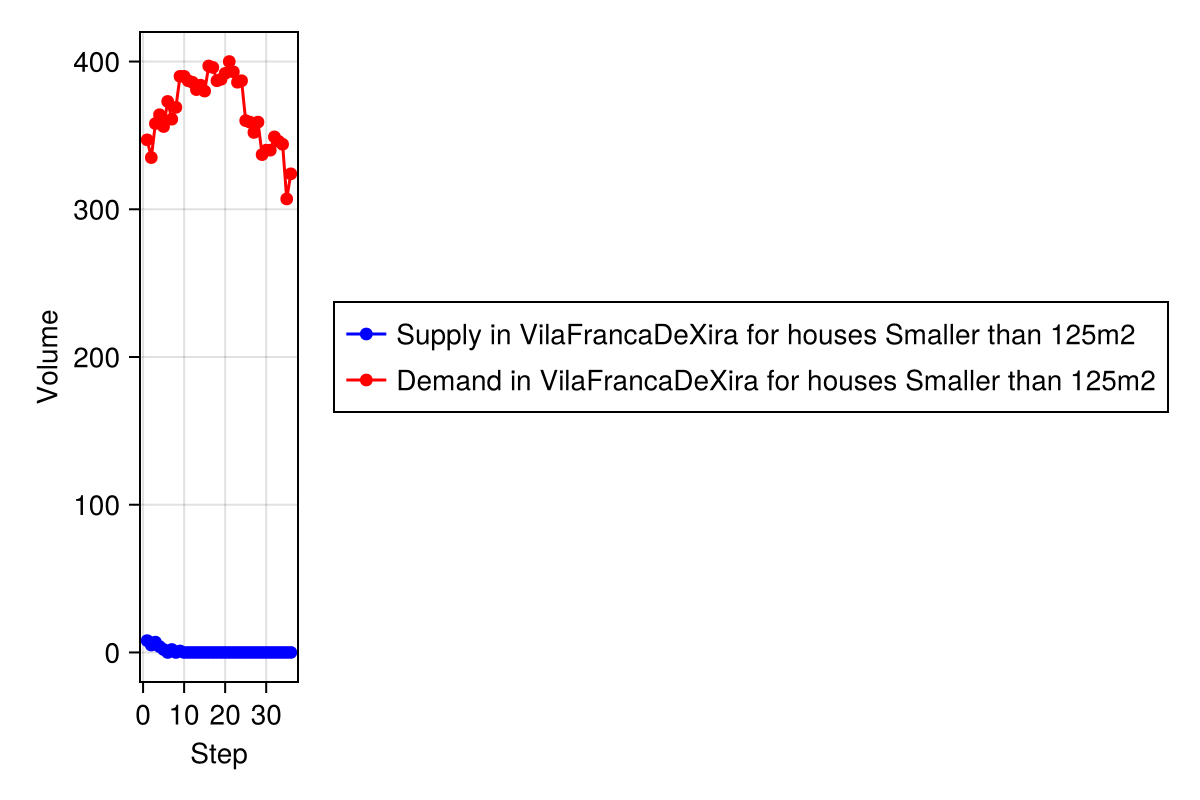 400
300
200
100
0
Volume
0 10 20 30
Step
Supply in VilaFrancaDeXira for houses Smaller than 125m2
Demand in VilaFrancaDeXira for houses Smaller than 125m2